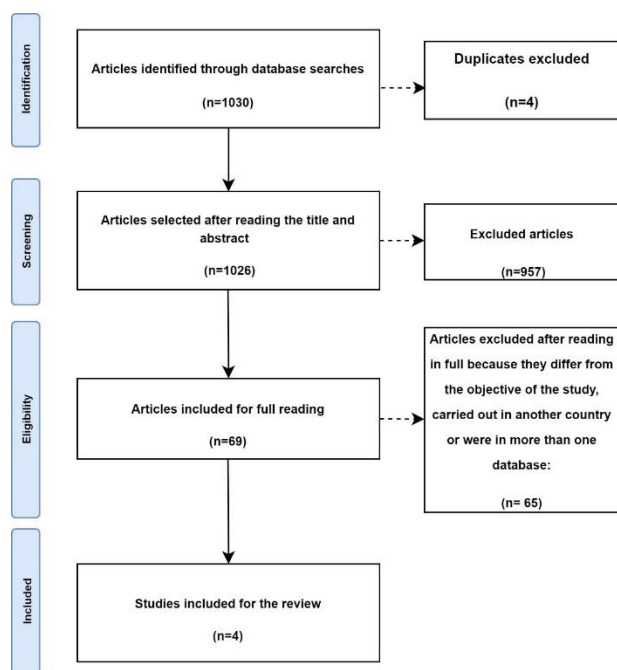 Identification
Articles identified through database searches
(n=1030)
Duplicates excluded
(n=4)
Screening
Articles selected after reading the title and
abstract
(n=1026)
Excluded articles
(n=957)
Eligibility
Articles included for full reading
(n=69)
Articles excluded after reading
in full because they differ from
the objective of the study,
carried out in another country
or were in more than one
database:
(n= 65)
Included
Studies included for the review
(n=4)